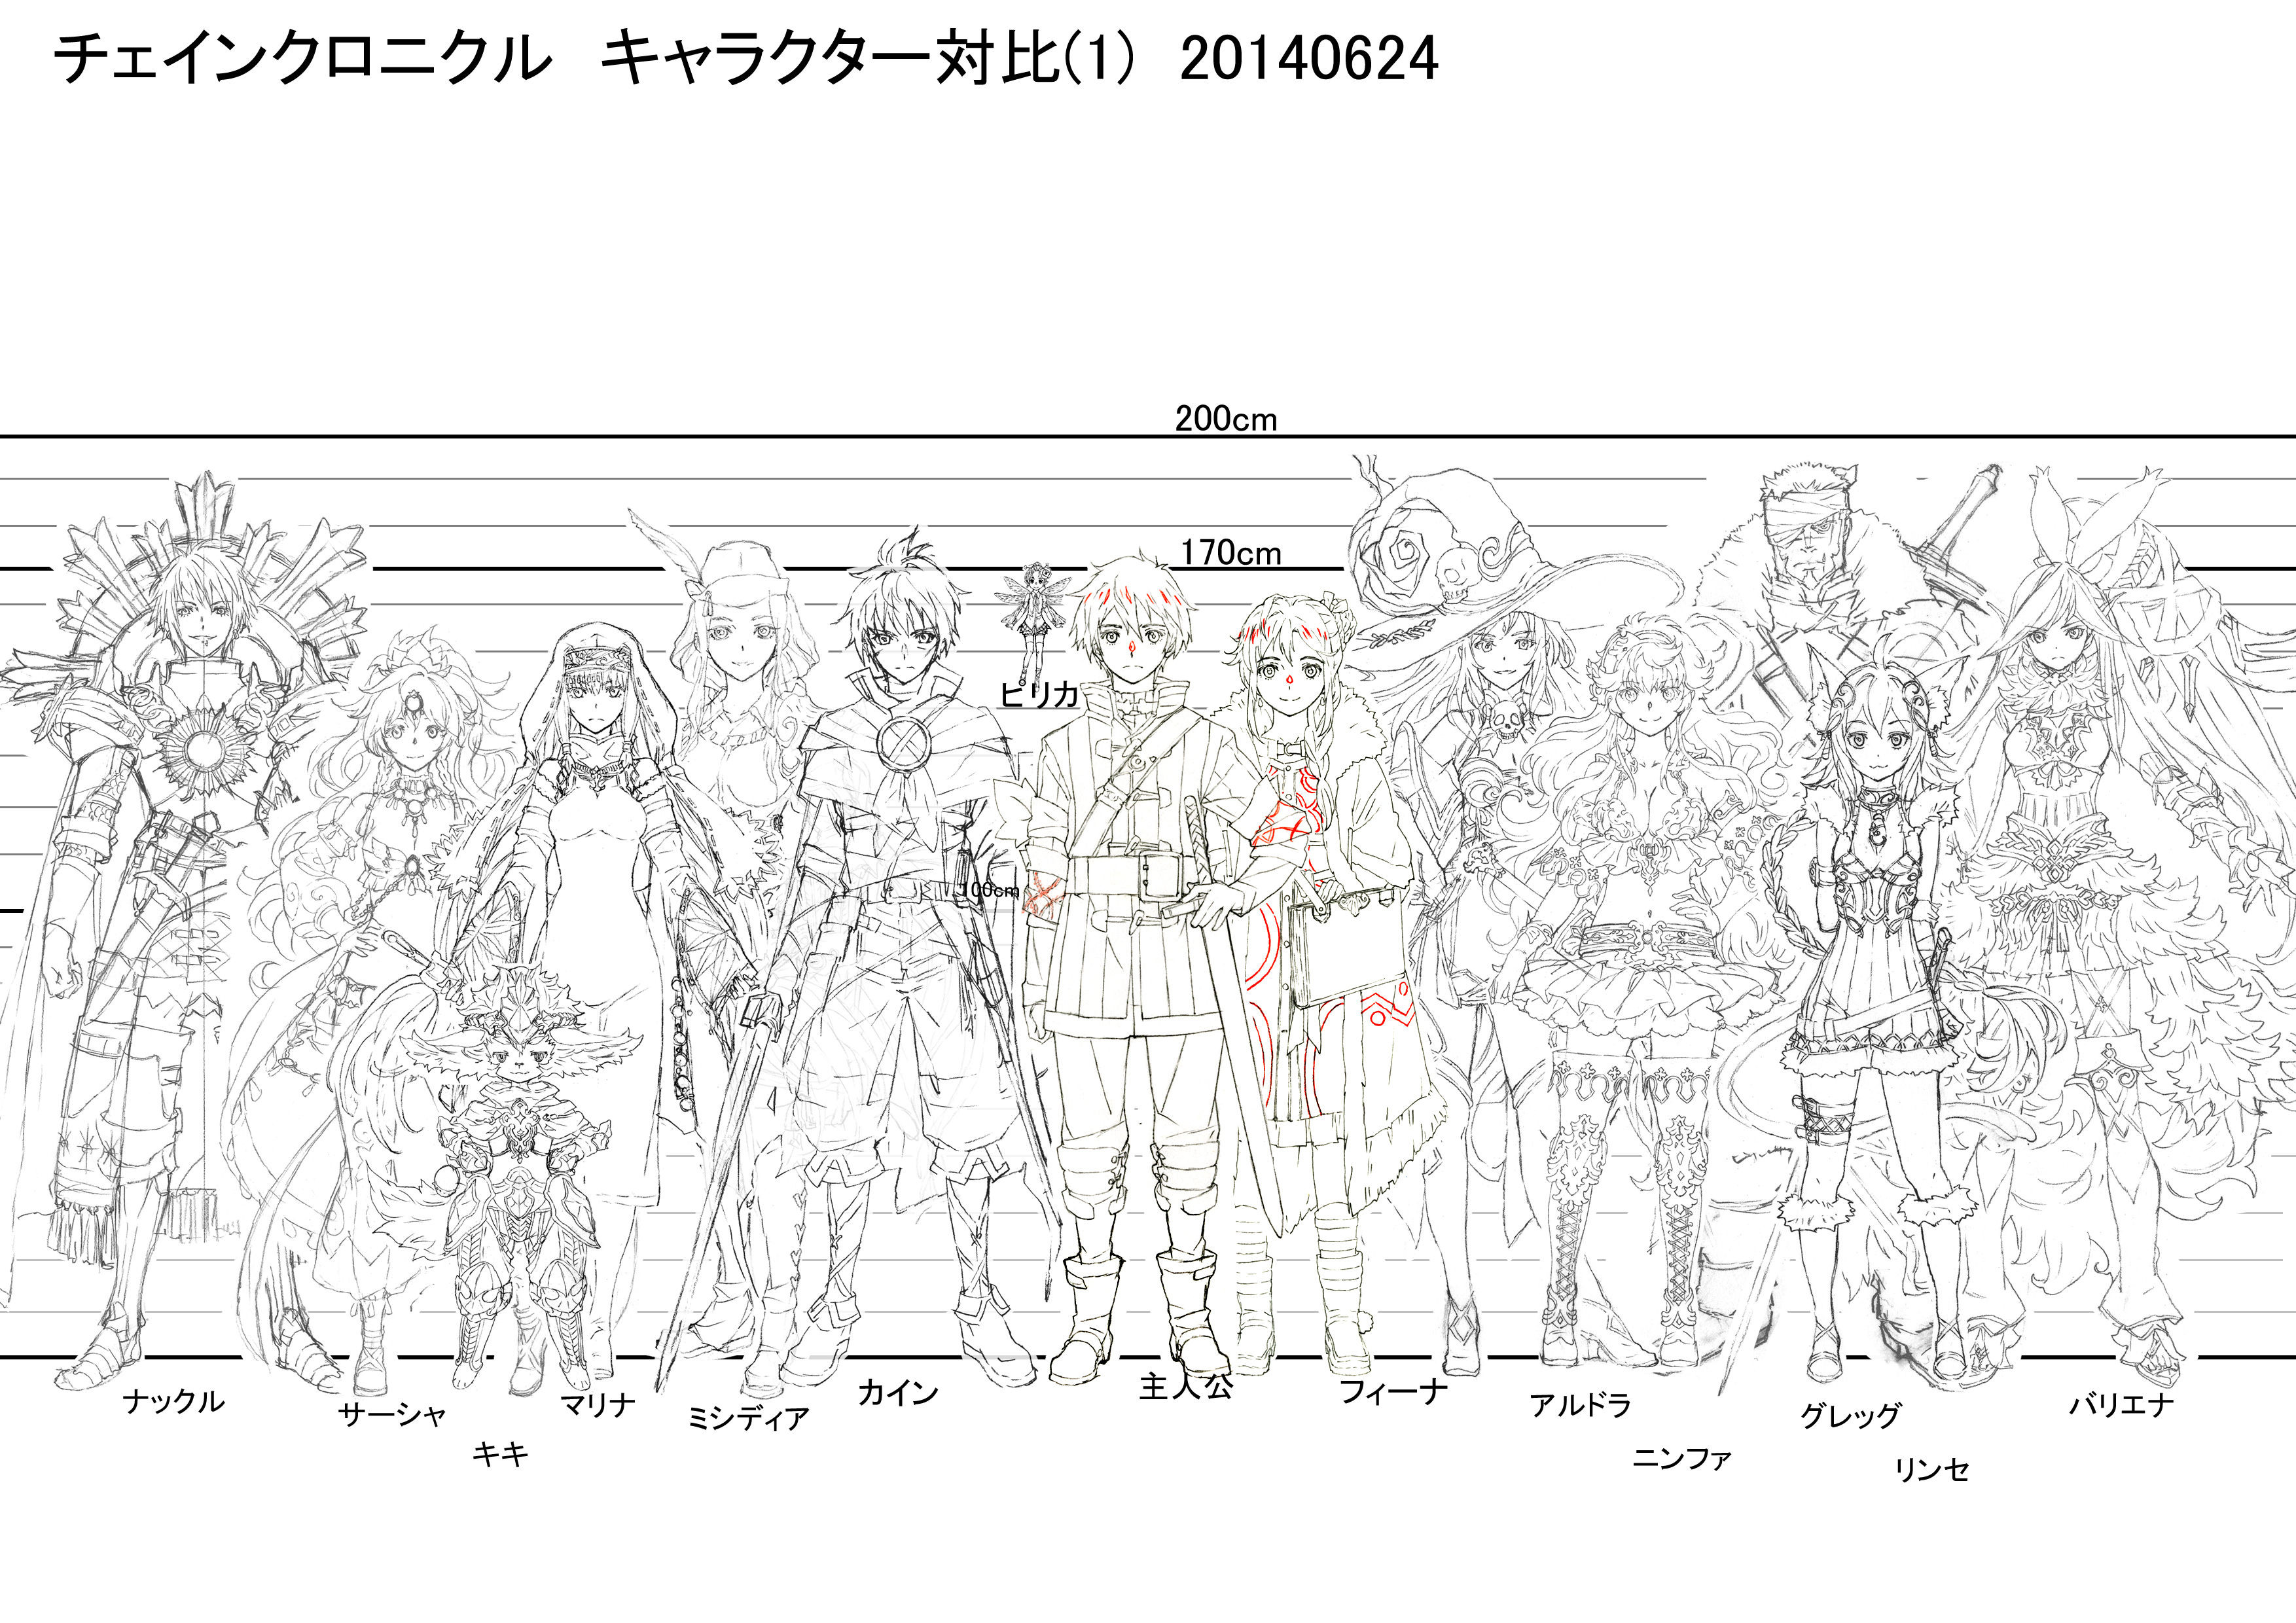 チェインクロニクル　キャラクター対比(1)　20140624
200cm
170cm
ヒリカ
100cm
ナックル
サーシャ
キキ
マリナ
ミシディア
カイン
主人公
フィーナ
アルドラ
ニンファ
グレッグ
リンセ
バリエナ